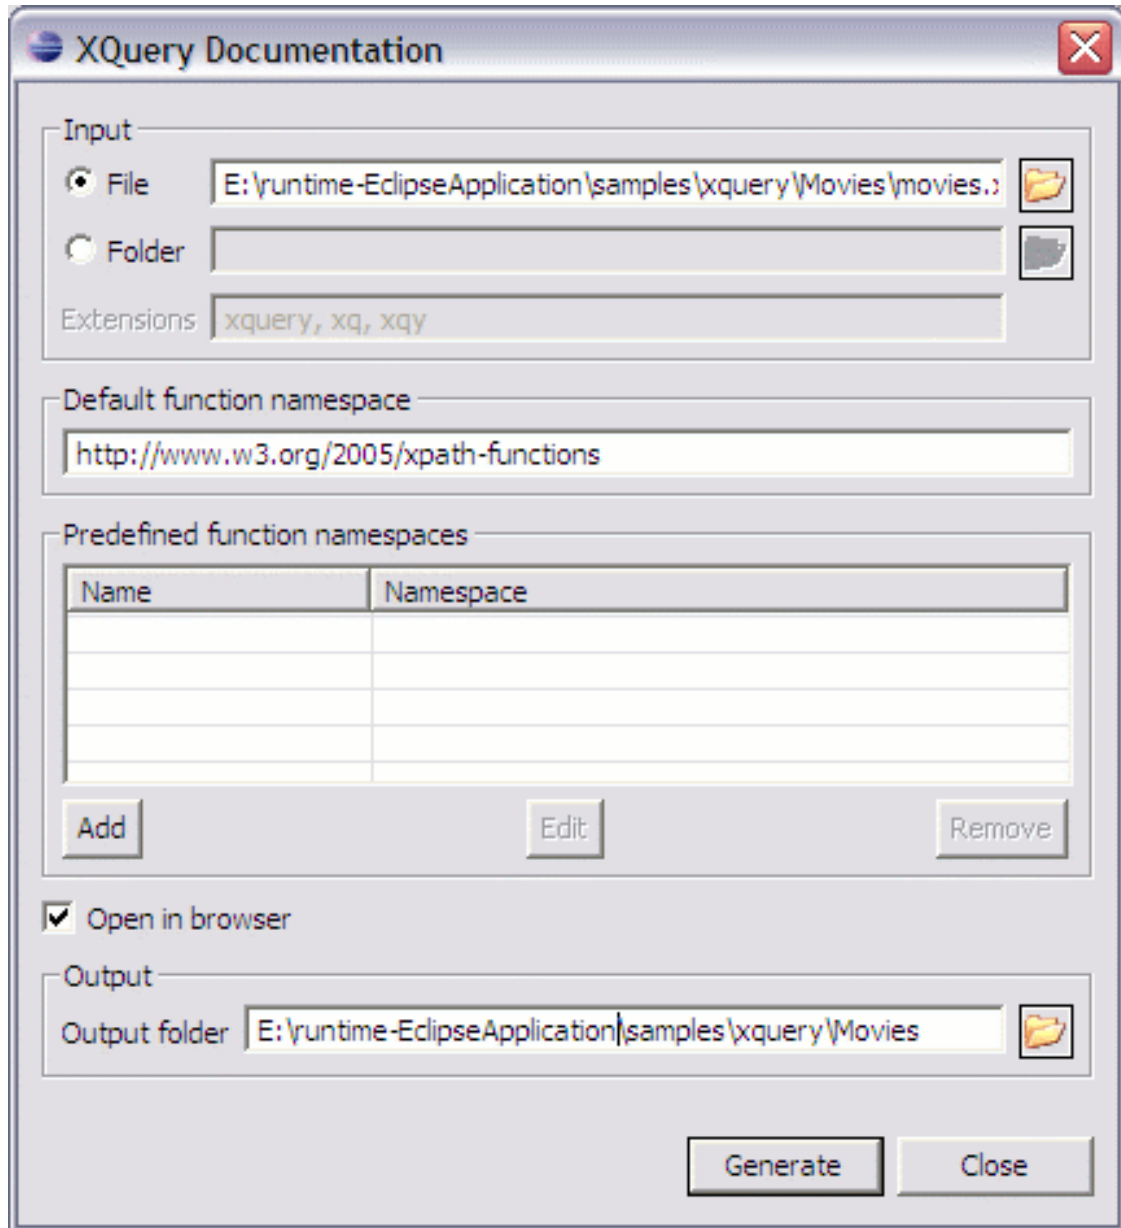 XQuery Documentation
Input
File E:\runtime-EclipseApplication\samples\xquery\Movies\movies.x
Folder
Extensions xquery, xq, xqy
Default function namespace
http://www.w3.org/2005/xpath-functions
Predefined function namespaces
Name Namespace
Add Edit Remove
Open in browser
Output
Output folder E:\runtime-EclipseApplication\samples\xquery\Movies
Generate Close